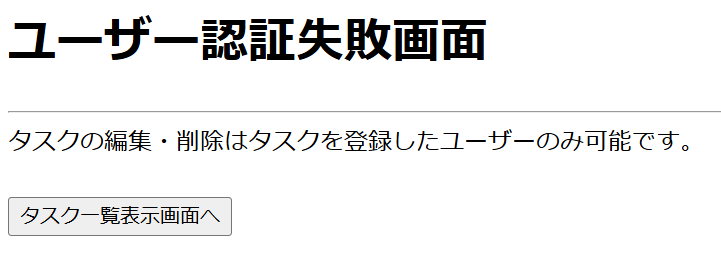 ユーザー認証失敗画面
タスクの編集・削除はタスクを登録したユーザーのみ可能です。
タスク一覧表示画面へ